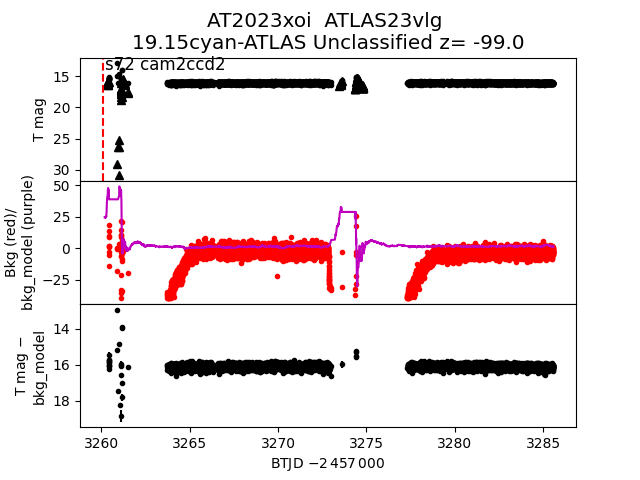 AT2023xoi  ATLAS23vlg
19.15cyan-ATLAS Unclassified z= -99.0
s72 cam2ccd2
T mag
15
20
25
30
Bkg (red)/
bkg_model (purple)
50
25
0
−25
T mag −
bkg_model
14
16
18
3260 3265 3270 3275 3280 3285
BTJD −2 457 000